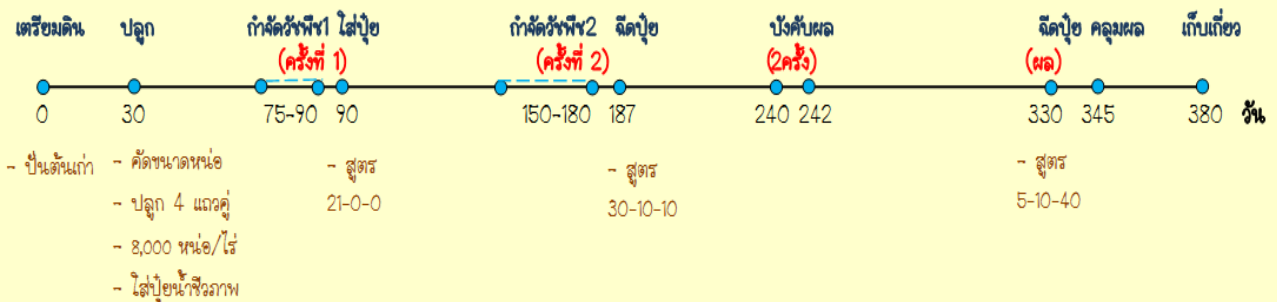 เตรียมดิน ปลูก กำจัดวัชพืช1 ใส่ปุ๋ย กำจัดวัชพืช2 ฉีดปุ๋ย บังคับผล ฉีดปุ๋ย คลุมผล เก็บเกี่ยว
(ครั้งที่ 1) (ครั้งที่ 2) (2ครั้ง) (ผล)
0 30 75-90 90 150-180 187 240 242 330 345 380 วัน
- ปั่นต้นเก่า - คัดขนาดหน่อ - สูตร - สูตร - สูตร
- ปลูก 4 แถวคู่ 21-0-0 30-10-10 5-10-40
- 8,000 หน่อ/ไร่
- ใส่ปุ๋ยน้ำชีวภาพ